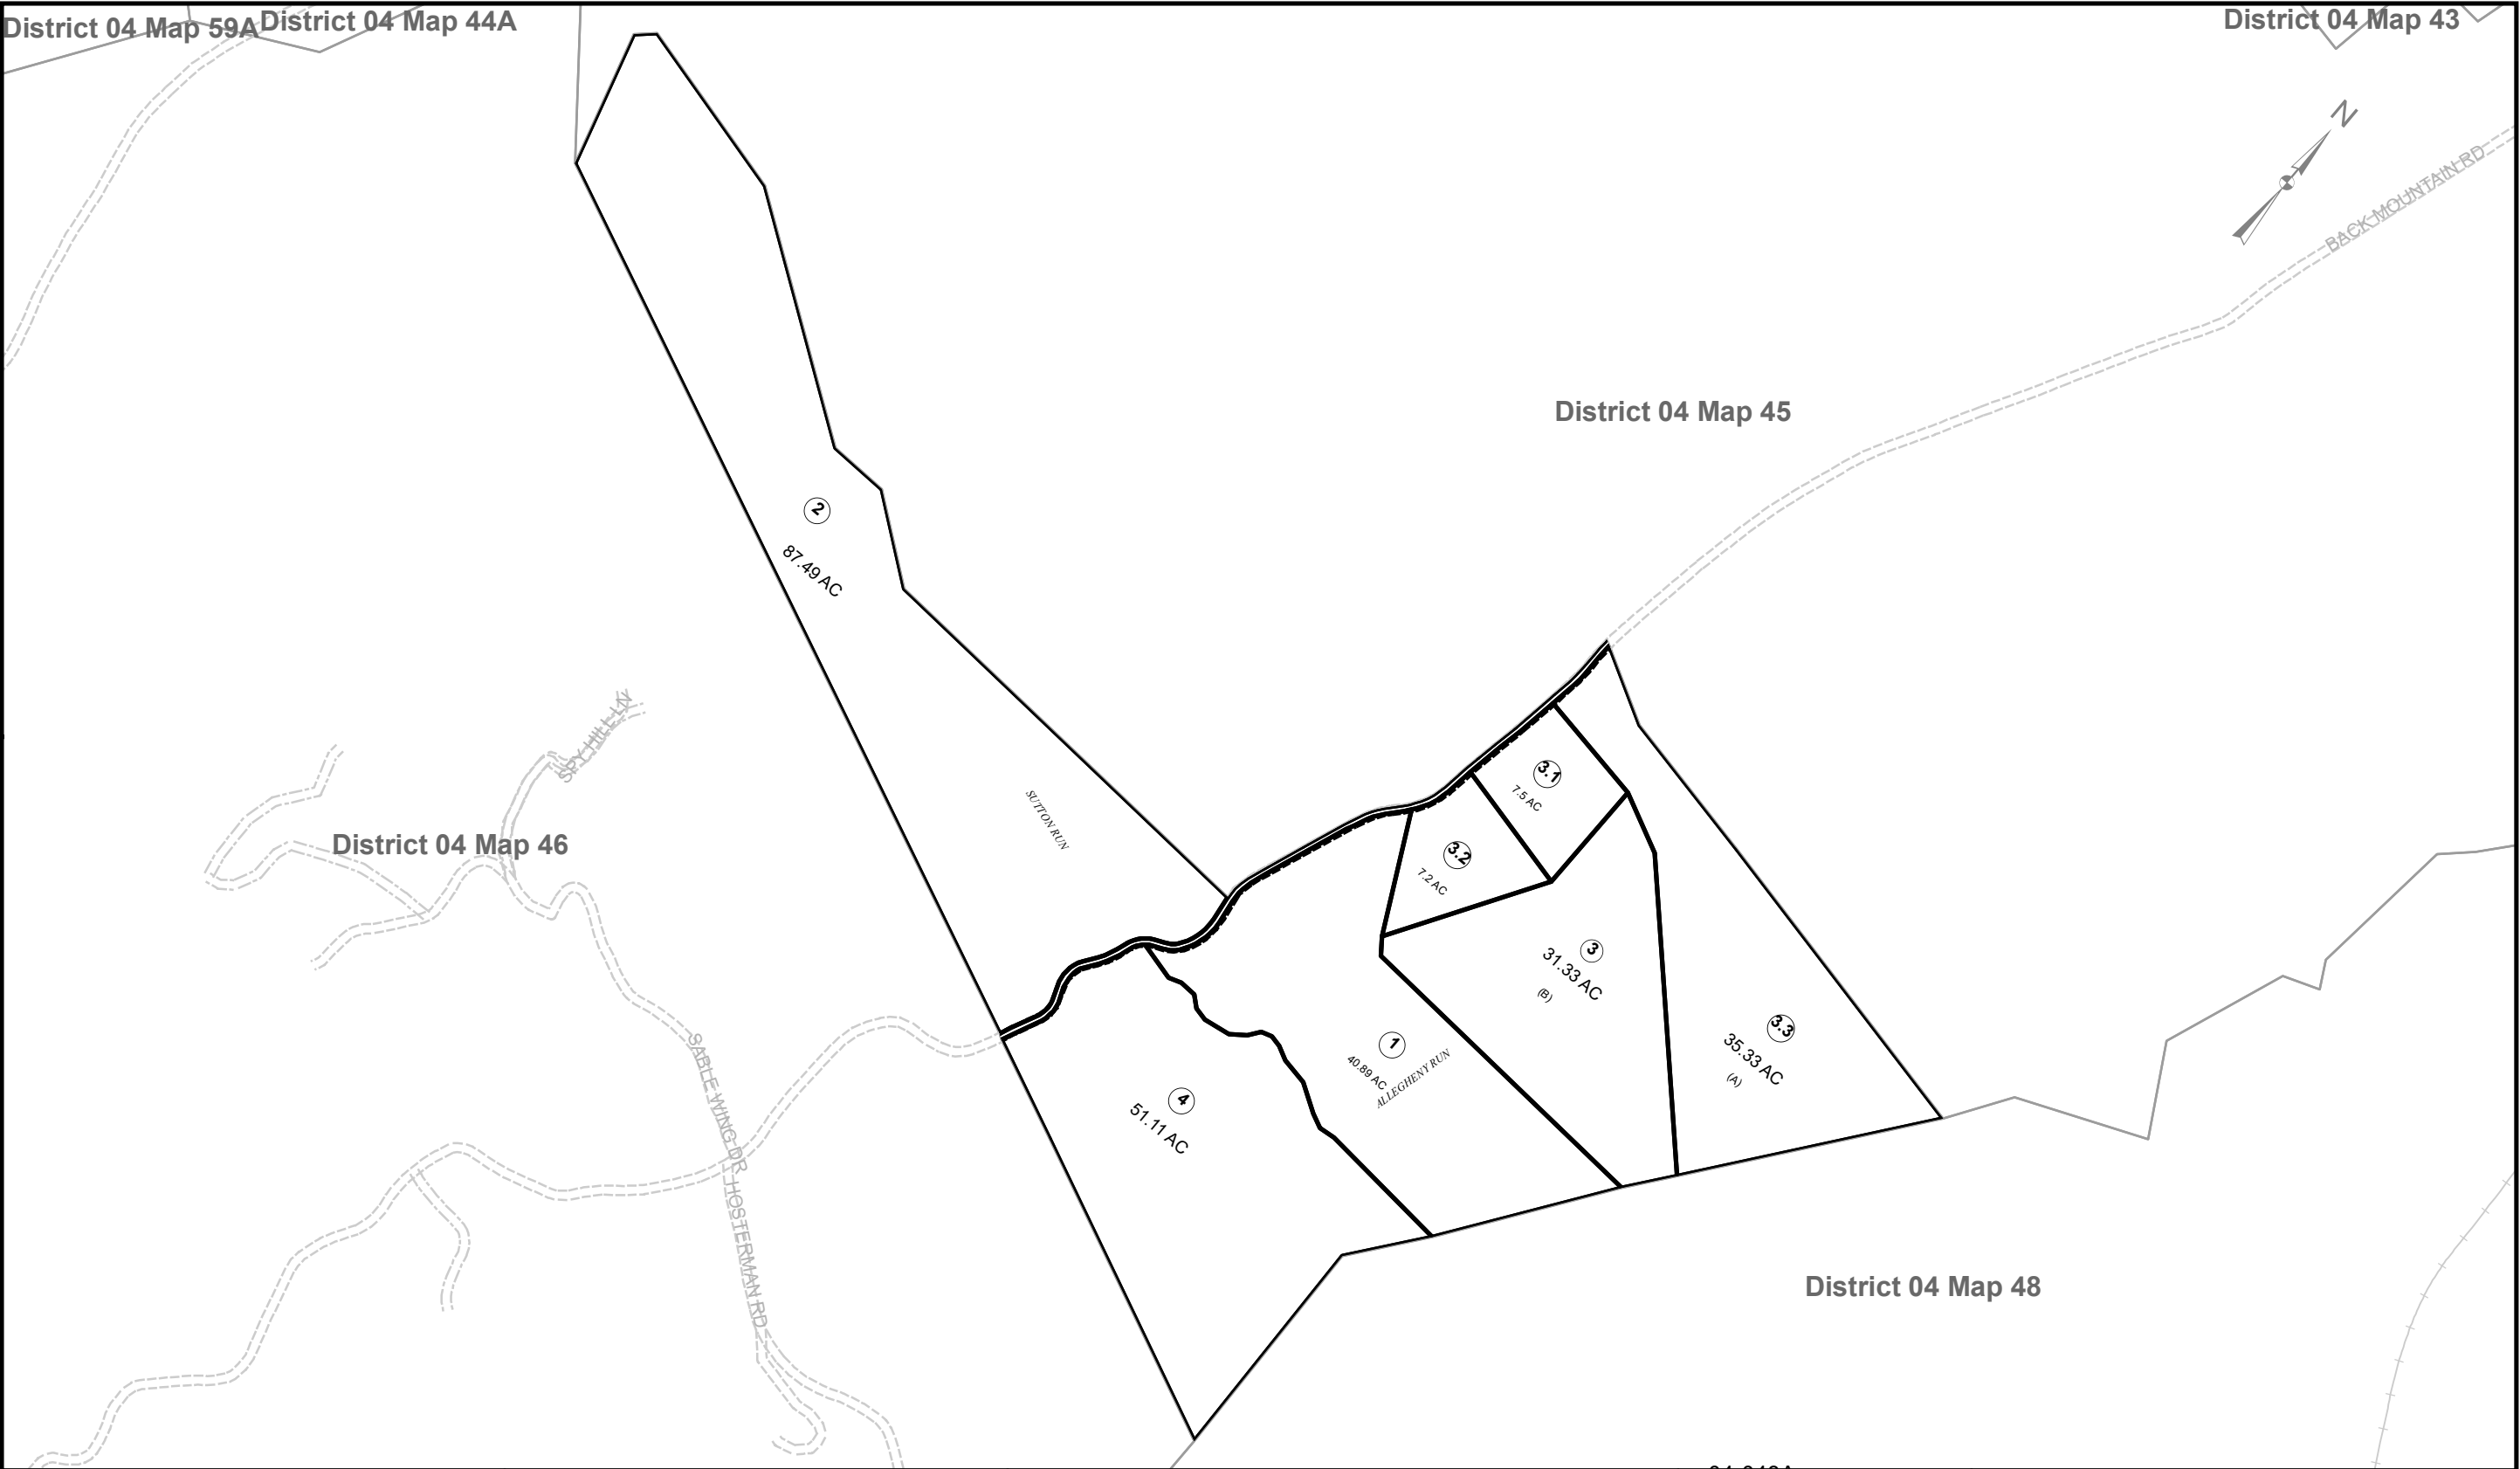 District 04 Map 59A
District 04 Map 44A
District 04 Map 43
N
BACK MOUNTAIN RD
District 04 Map 45
2
87.49 AC
SPY HILL LN
SUTTON RUN
3.1
7.5 AC
District 04 Map 46
3.2
7.2 AC
3
31.33 AC
(B)
3.3
35.33 AC
(A)
1
40.89 AC
ALLEGHENY RUN
4
51.11 AC
SABLE WING DR
HOSTERMAN RD
District 04 Map 48